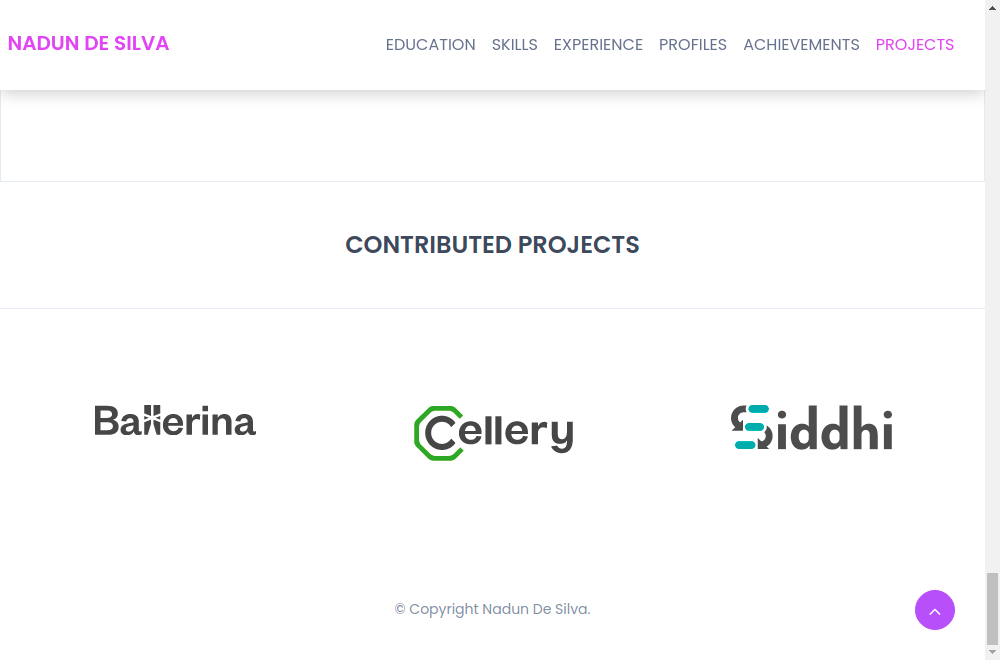 NADUN DE SILVA
EDUCATION SKILLS EXPERIENCE PROFILES ACHIEVEMENTS PROJECTS
CONTRIBUTED PROJECTS
Ballerina Cellery Siddhi
© Copyright Nadun De Silva.